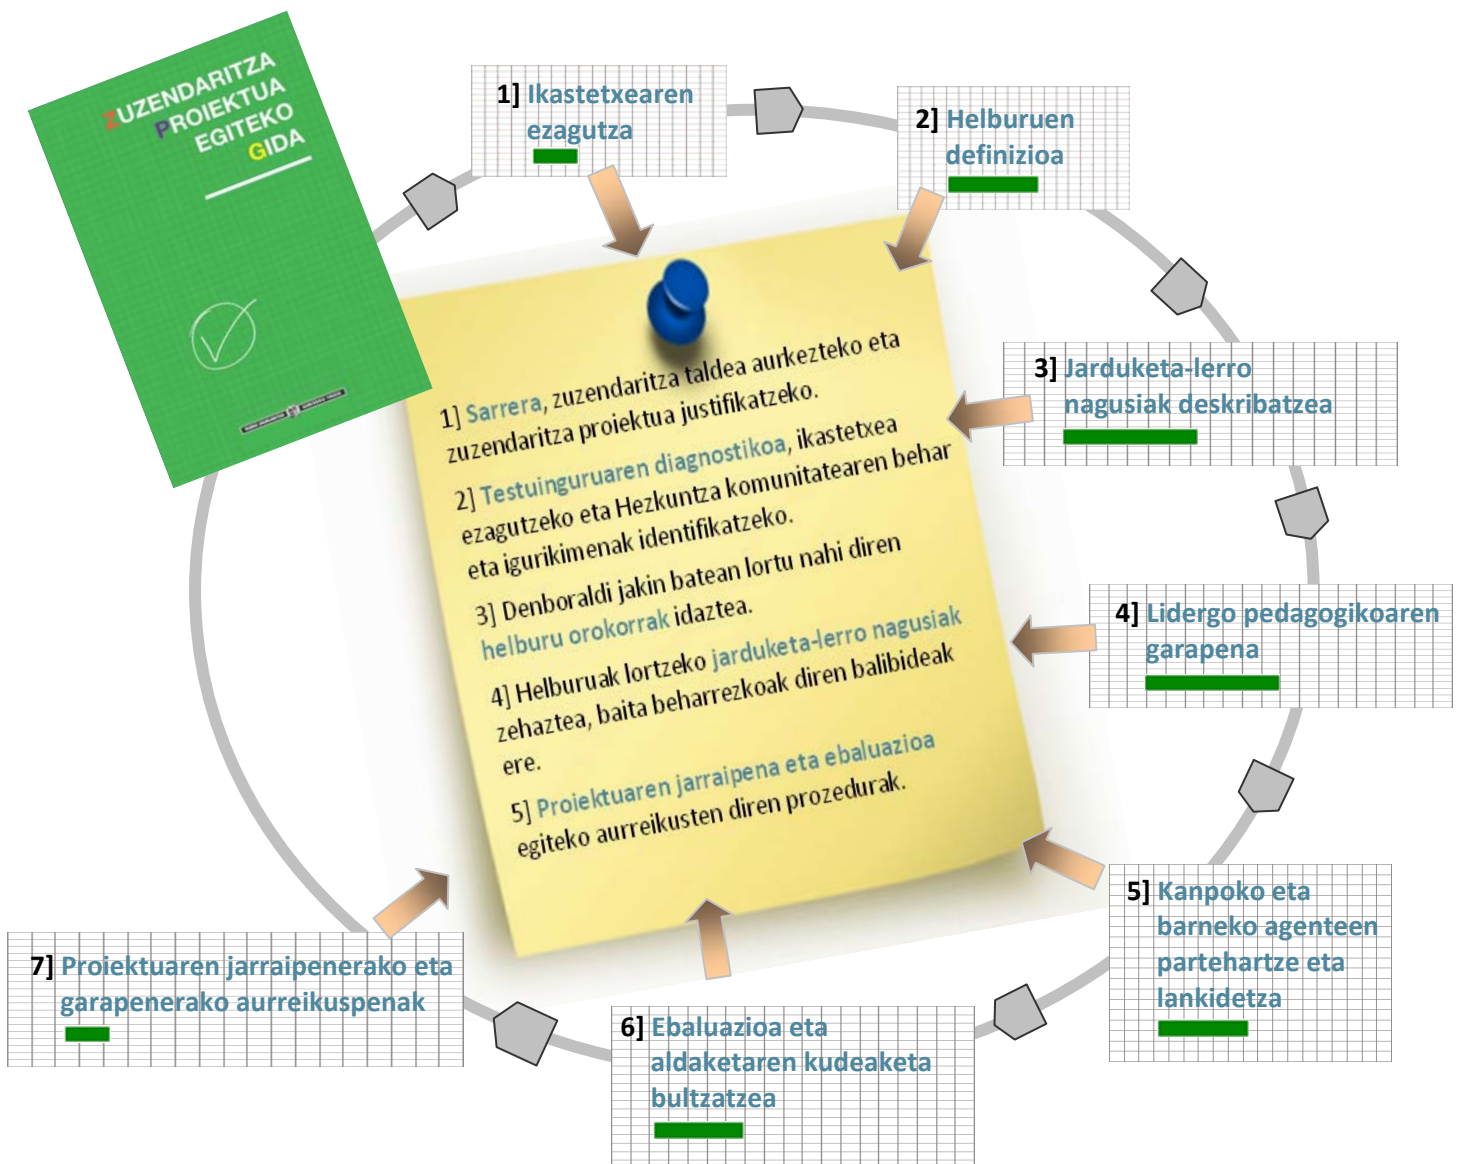 ZUZENDARITZA
PROIEKTUA
EGITEKO
GIDA
1] Ikastetxearen
ezagutza
2] Helburuen
definizioa
3] Jarduketa-lerro
nagusiak deskribatzea
4] Lidergo pedagogikoaren
garapena
5] Kanpoko eta
barneko agenteen
partehartze eta
lankidetza
6] Ebaluazioa eta
aldaketaren kudeaketa
bultzatzea
7] Proiektuaren jarraipenerako eta
garapenerako aurreikuspenak
1] Sarrera, zuzendaritza taldea aurkezteko eta
zuzendaritza proiektua justifikatzeko.
2] Testuinguruaren diagnostikoa, ikastetxea
ezagutzeko eta Hezkuntza komunitatearen behar
eta igurikimenak identifikatzeko.
3] Denboraldi jakin batean lortu nahi diren
helburu orokorrak idaztea.
4] Helburuak lortzeko jarduketa-lerro nagusiak
zehaztea, baita beharrezkoak diren balibideak
ere.
5] Proiektuaren jarraipena eta ebaluazioa
egiteko aurreikusten diren prozedurak.